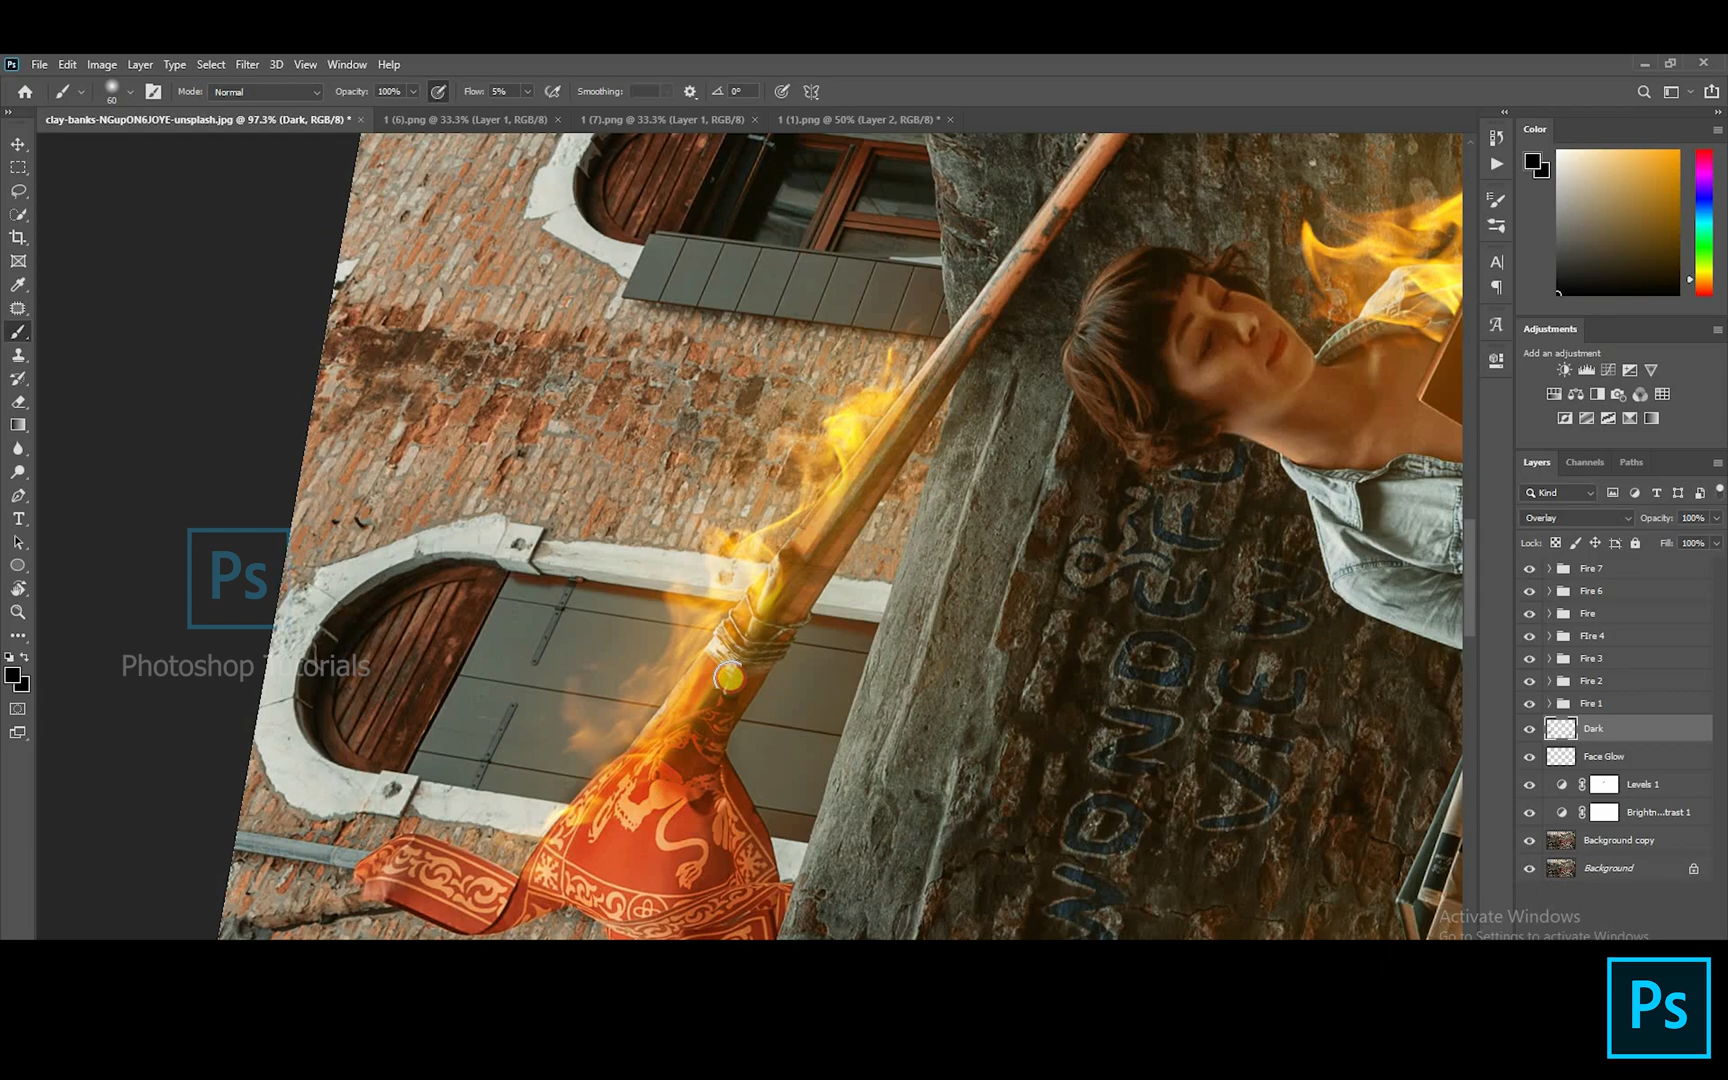 Ps File Edit Image Layer Type Select Filter 3D View Window Help
60 Mode: Normal Opacity: 100% Flow: 5% Smoothing: 0°
clay-banks-NGupON6JOYE-unsplash.jpg @ 97.3% (Dark, RGB/8) * × 1 (6).png @ 33.3% (Layer 1, RGB/8) × 1 (7).png @ 33.3% (Layer 1, RGB/8) × 1 (1).png @ 50% (Layer 2, RGB/8) * ×
Color
Adjustments
Add an adjustment
Layers Channels Paths
Kind
Overlay Opacity: 100%
Lock: Fill: 100%
Fire 7
Fire 6
Fire
FIre 4
Fire 3
Fire 2
Fire 1
Dark
Face Glow
Levels 1
Brightn...trast 1
Background copy
Background
Ps
Photoshop Tutorials
WONDEFU
VIEW
Activate Windows
Go to Settings to activate Windows.
Ps